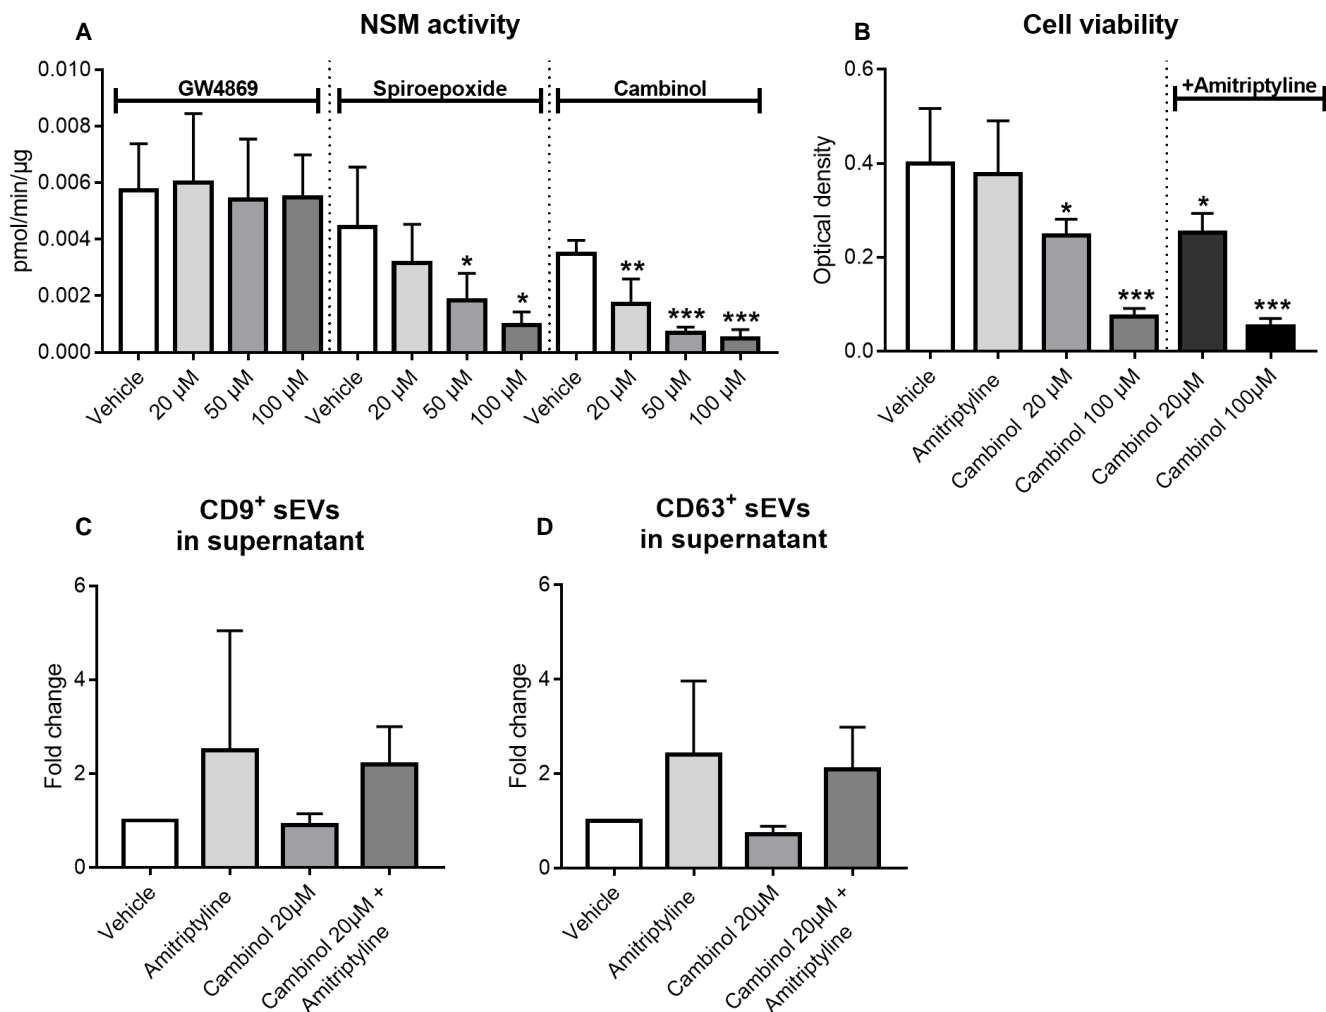 A
NSM activity
pmol/min/µg
0.010
0.008
0.006
0.004
0.002
0.000
GW4869
Spiroepoxide
Cambinol
*
*
**
***
***
Vehicle
20 µM
50 µM
100 µM
Vehicle
20 µM
50 µM
100 µM
Vehicle
20 µM
50 µM
100 µM
B
Cell viability
Optical density
0.6
0.4
0.2
0.0
+Amitriptyline
*
***
*
***
Vehicle
Amitriptyline
Cambinol 20 µM
Cambinol 100 µM
Cambinol 20µM
Cambinol 100µM
C
CD9+ sEVs
in supernatant
Fold change
6
4
2
0
Vehicle
Amitriptyline
Cambinol 20µM
Cambinol 20µM +
Amitriptyline
D
CD63+ sEVs
in supernatant
Fold change
6
4
2
0
Vehicle
Amitriptyline
Cambinol 20µM
Cambinol 20µM +
Amitriptyline